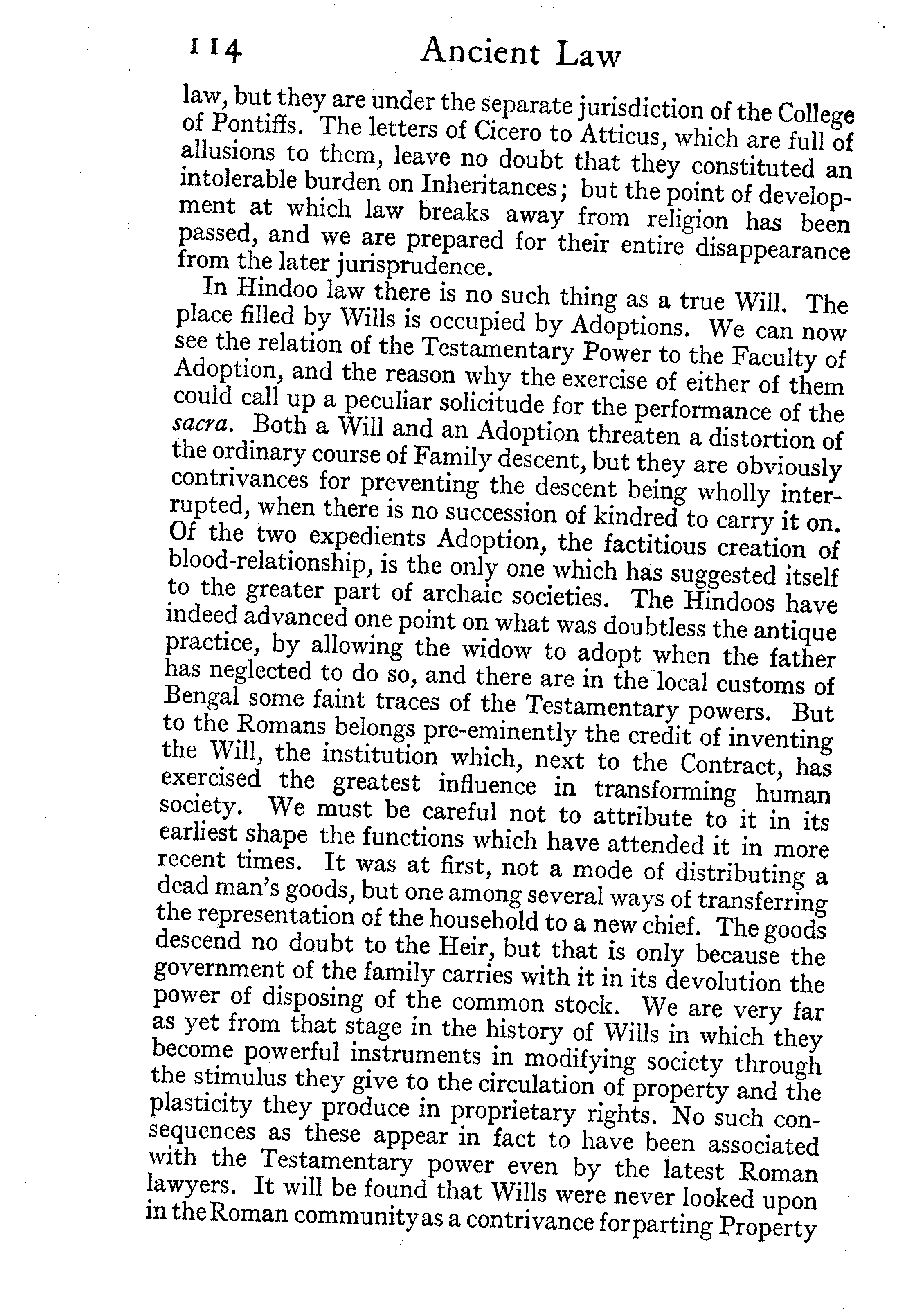 114 Ancient Law
law, but they are under the separate jurisdiction of the College
of Pontiffs. The letters of Cicero to Atticus, which are full of
allusions to them, leave no doubt that they constituted an
intolerable burden on Inheritances; but the point of develop-
ment at which law breaks away from religion has been
passed, and we are prepared for their entire disappearance
from the later jurisprudence.
In Hindoo law there is no such thing as a true Will. The
place filled by Wills is occupied by Adoptions. We can now
see the relation of the Testamentary Power to the Faculty of
Adoption, and the reason why the exercise of either of them
could call up a peculiar solicitude for the performance of the
sacra. Both a Will and an Adoption threaten a distortion of
the ordinary course of Family descent, but they are obviously
contrivances for preventing the descent being wholly inter-
rupted, when there is no succession of kindred to carry it on.
Of the two expedients Adoption, the factitious creation of
blood-relationship, is the only one which has suggested itself
to the greater part of archaic societies. The Hindoos have
indeed advanced one point on what was doubtless the antique
practice, by allowing the widow to adopt when the father
has neglected to do so, and there are in the local customs of
Bengal some faint traces of the Testamentary powers. But
to the Romans belongs pre-eminently the credit of inventing
the Will, the institution which, next to the Contract, has
exercised the greatest influence in transforming human
society. We must be careful not to attribute to it in its
earliest shape the functions which have attended it in more
recent times. It was at first, not a mode of distributing a
dead man's goods, but one among several ways of transferring
the representation of the household to a new chief. The goods
descend no doubt to the Heir, but that is only because the
government of the family carries with it in its devolution the
power of disposing of the common stock. We are very far
as yet from that stage in the history of Wills in which they
become powerful instruments in modifying society through
the stimulus they give to the circulation of property and the
plasticity they produce in proprietary rights. No such con-
sequences as these appear in fact to have been associated
with the Testamentary power even by the latest Roman
lawyers. It will be found that Wills were never looked upon
in the Roman community as a contrivance for parting Property